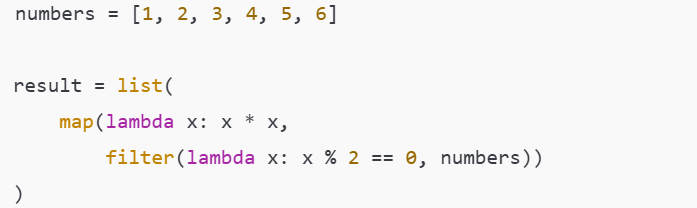 numbers = [1, 2, 3, 4, 5, 6]

result = list(
    map(lambda x: x * x,
        filter(lambda x: x % 2 == 0, numbers))
)